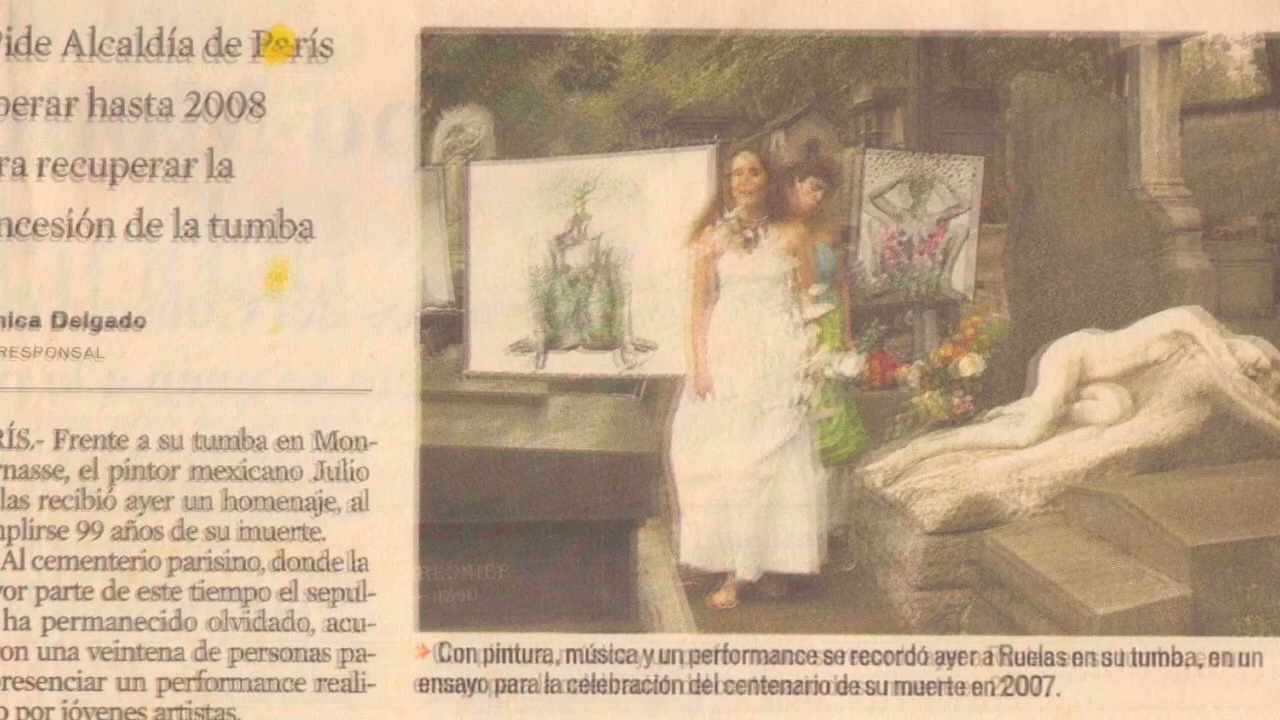 ide Alcaldía de París
perar hasta 2008
ra recuperar la
ncesión de la tumba
nica Delgado
RESPONSAL
RÍS.- Frente a su tumba en Mon-
rnasse, el pintor mexicano Julio
las recibió ayer un homenaje, al
mplirse 99 años de su muerte.
Al cementerio parisino, donde la
yor parte de este tiempo el sepul-
ha permanecido olvidado, acu-
on una veintena de personas pa-
presenciar un performance reali-
o por jóvenes artistas.
Con pintura, música y un performance se recordó ayer a Ruelas en su tumba, en un
ensayo para la celebración del centenario de su muerte en 2007.